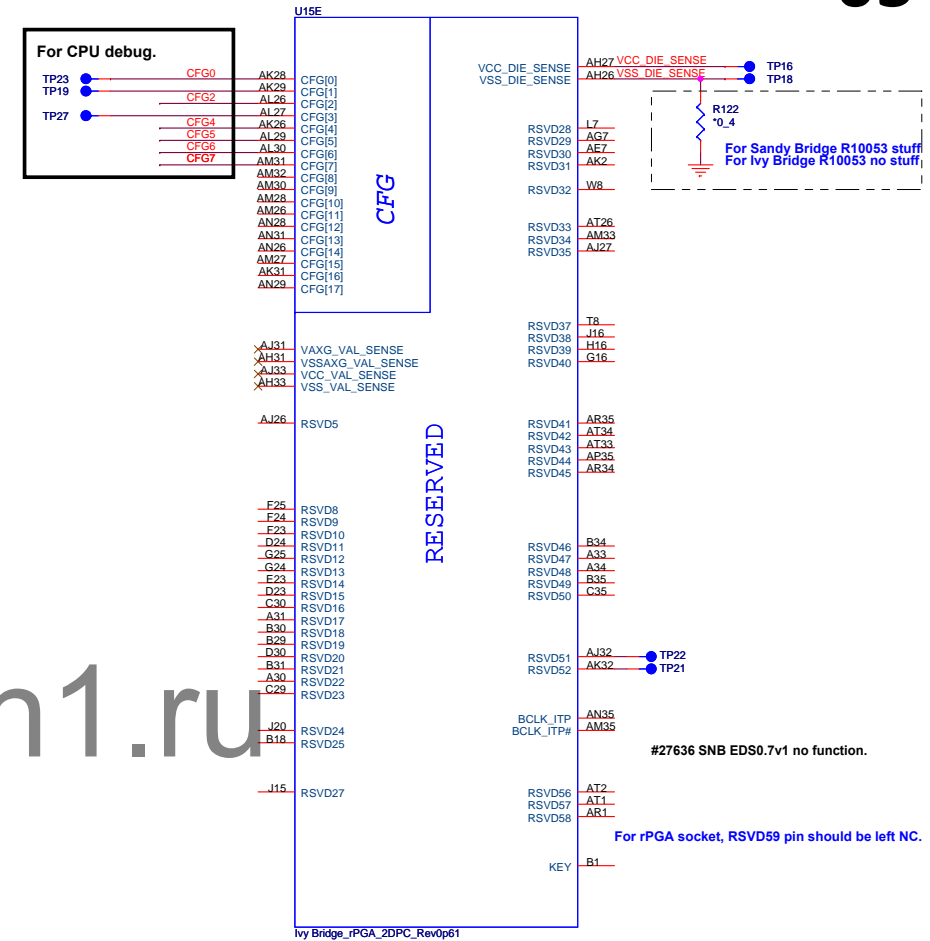 U15E
For CPU debug.
TP23 CFG0 AK28 CFG[0]
TP19 AK29 CFG[1]
CFG2 AL26 CFG[2]
TP27 AL27 CFG[3]
CFG4 AK26 CFG[4]
CFG5 AL29 CFG[5]
CFG6 AL30 CFG[6]
CFG7 AM31 CFG[7]
AM32 CFG[8]
AM30 CFG[9]
AM28 CFG[10]
AM26 CFG[11]
AN28 CFG[12]
AN31 CFG[13]
AN26 CFG[14]
AM27 CFG[15]
AK31 CFG[16]
AN29 CFG[17]
CFG
AJ31 VAXG_VAL_SENSE
AH31 VSSAXG_VAL_SENSE
AJ33 VCC_VAL_SENSE
AH33 VSS_VAL_SENSE
AJ26 RSVD5
RESERVED
F25 RSVD8
F24 RSVD9
F23 RSVD10
D24 RSVD11
G25 RSVD12
G24 RSVD13
E23 RSVD14
D23 RSVD15
C30 RSVD16
A31 RSVD17
B30 RSVD18
B29 RSVD19
D30 RSVD20
B31 RSVD21
A30 RSVD22
C29 RSVD23
J20 RSVD24
B18 RSVD25
J15 RSVD27
VCC_DIE_SENSE AH27 VCC_DIE_SENSE TP16
VSS_DIE_SENSE AH26 VSS_DIE_SENSE TP18
R122
*0_4
For Sandy Bridge R10053 stuff
For Ivy Bridge R10053 no stuff
RSVD28 L7
RSVD29 AG7
RSVD30 AE7
RSVD31 AK2
RSVD32 W8
RSVD33 AT26
RSVD34 AM33
RSVD35 AJ27
RSVD37 T8
RSVD38 J16
RSVD39 H16
RSVD40 G16
RSVD41 AR35
RSVD42 AT34
RSVD43 AT33
RSVD44 AP35
RSVD45 AR34
RSVD46 B34
RSVD47 A33
RSVD48 A34
RSVD49 B35
RSVD50 C35
RSVD51 AJ32 TP22
RSVD52 AK32 TP21
BCLK_ITP AN35
BCLK_ITP# AM35
#27636 SNB EDS0.7v1 no function.
RSVD56 AT2
RSVD57 AT1
RSVD58 AR1
For rPGA socket, RSVD59 pin should be left NC.
KEY B1
Ivy Bridge_rPGA_2DPC_Rev0p61
n1.ru